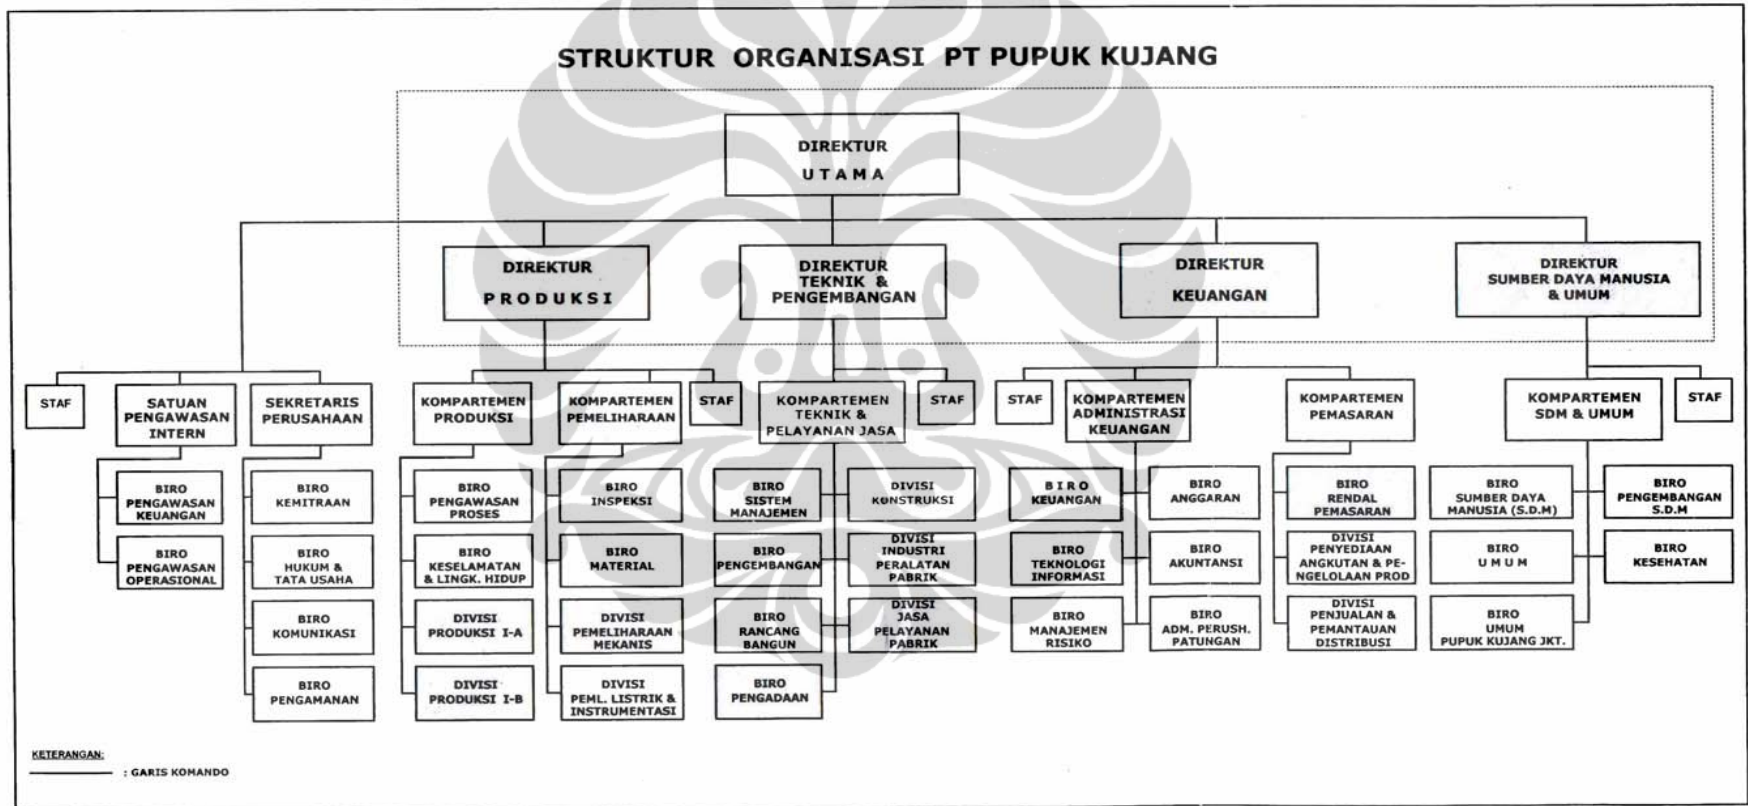 STRUKTUR ORGANISASI PT PUPUK KUJANG
DIREKTUR
U T A M A
DIREKTUR
P R O D U K S I
DIREKTUR
TEKNIK &
PENGEMBANGAN
DIREKTUR
KEUANGAN
DIREKTUR
SUMBER DAYA MANUSIA
& UMUM
STAF
SATUAN
PENGAWASAN
INTERN
SEKRETARIS
PERUSAHAAN
KOMPARTEMEN
PRODUKSI
KOMPARTEMEN
PEMELIHARAAN
STAF
KOMPARTEMEN
TEKNIK &
PELAYANAN JASA
STAF
STAF
KOMPARTEMEN
ADMINISTRASI
KEUANGAN
KOMPARTEMEN
PEMASARAN
KOMPARTEMEN
SDM & UMUM
STAF
BIRO
PENGAWASAN
KEUANGAN
BIRO
KEMITRAAN
BIRO
PENGAWASAN
PROSES
BIRO
INSPEKSI
BIRO
SISTEM
MANAJEMEN
DIVISI
KONSTRUKSI
B I R O
KEUANGAN
BIRO
ANGGARAN
BIRO
RENDAL
PEMASARAN
BIRO
SUMBER DAYA
MANUSIA (S.D.M)
BIRO
PENGEMBANGAN
S.D.M
BIRO
PENGAWASAN
OPERASIONAL
BIRO
HUKUM &
TATA USAHA
BIRO
KESELAMATAN
& LINGK. HIDUP
BIRO
MATERIAL
BIRO
PENGEMBANGAN
DIVISI
INDUSTRI
PERALATAN
PABRIK
BIRO
TEKNOLOGI
INFORMASI
BIRO
AKUNTANSI
DIVISI
PENYEDIAAN
ANGKUTAN & PE-
NGELOLAAN PROD
BIRO
U M U M
BIRO
KESEHATAN
BIRO
KOMUNIKASI
DIVISI
PRODUKSI I-A
DIVISI
PEMELIHARAAN
MEKANIS
BIRO
RANCANG
BANGUN
DIVISI
JASA
PELAYANAN
PABRIK
BIRO
MANAJEMEN
RISIKO
BIRO
ADM. PERUSH.
PATUNGAN
DIVISI
PENJUALAN &
PEMANTAUAN
DISTRIBUSI
BIRO
UMUM
PUPUK KUJANG JKT.
BIRO
PENGAMANAN
DIVISI
PRODUKSI I-B
DIVISI
PEML. LISTRIK &
INSTRUMENTASI
BIRO
PENGADAAN
KETERANGAN:
: GARIS KOMANDO